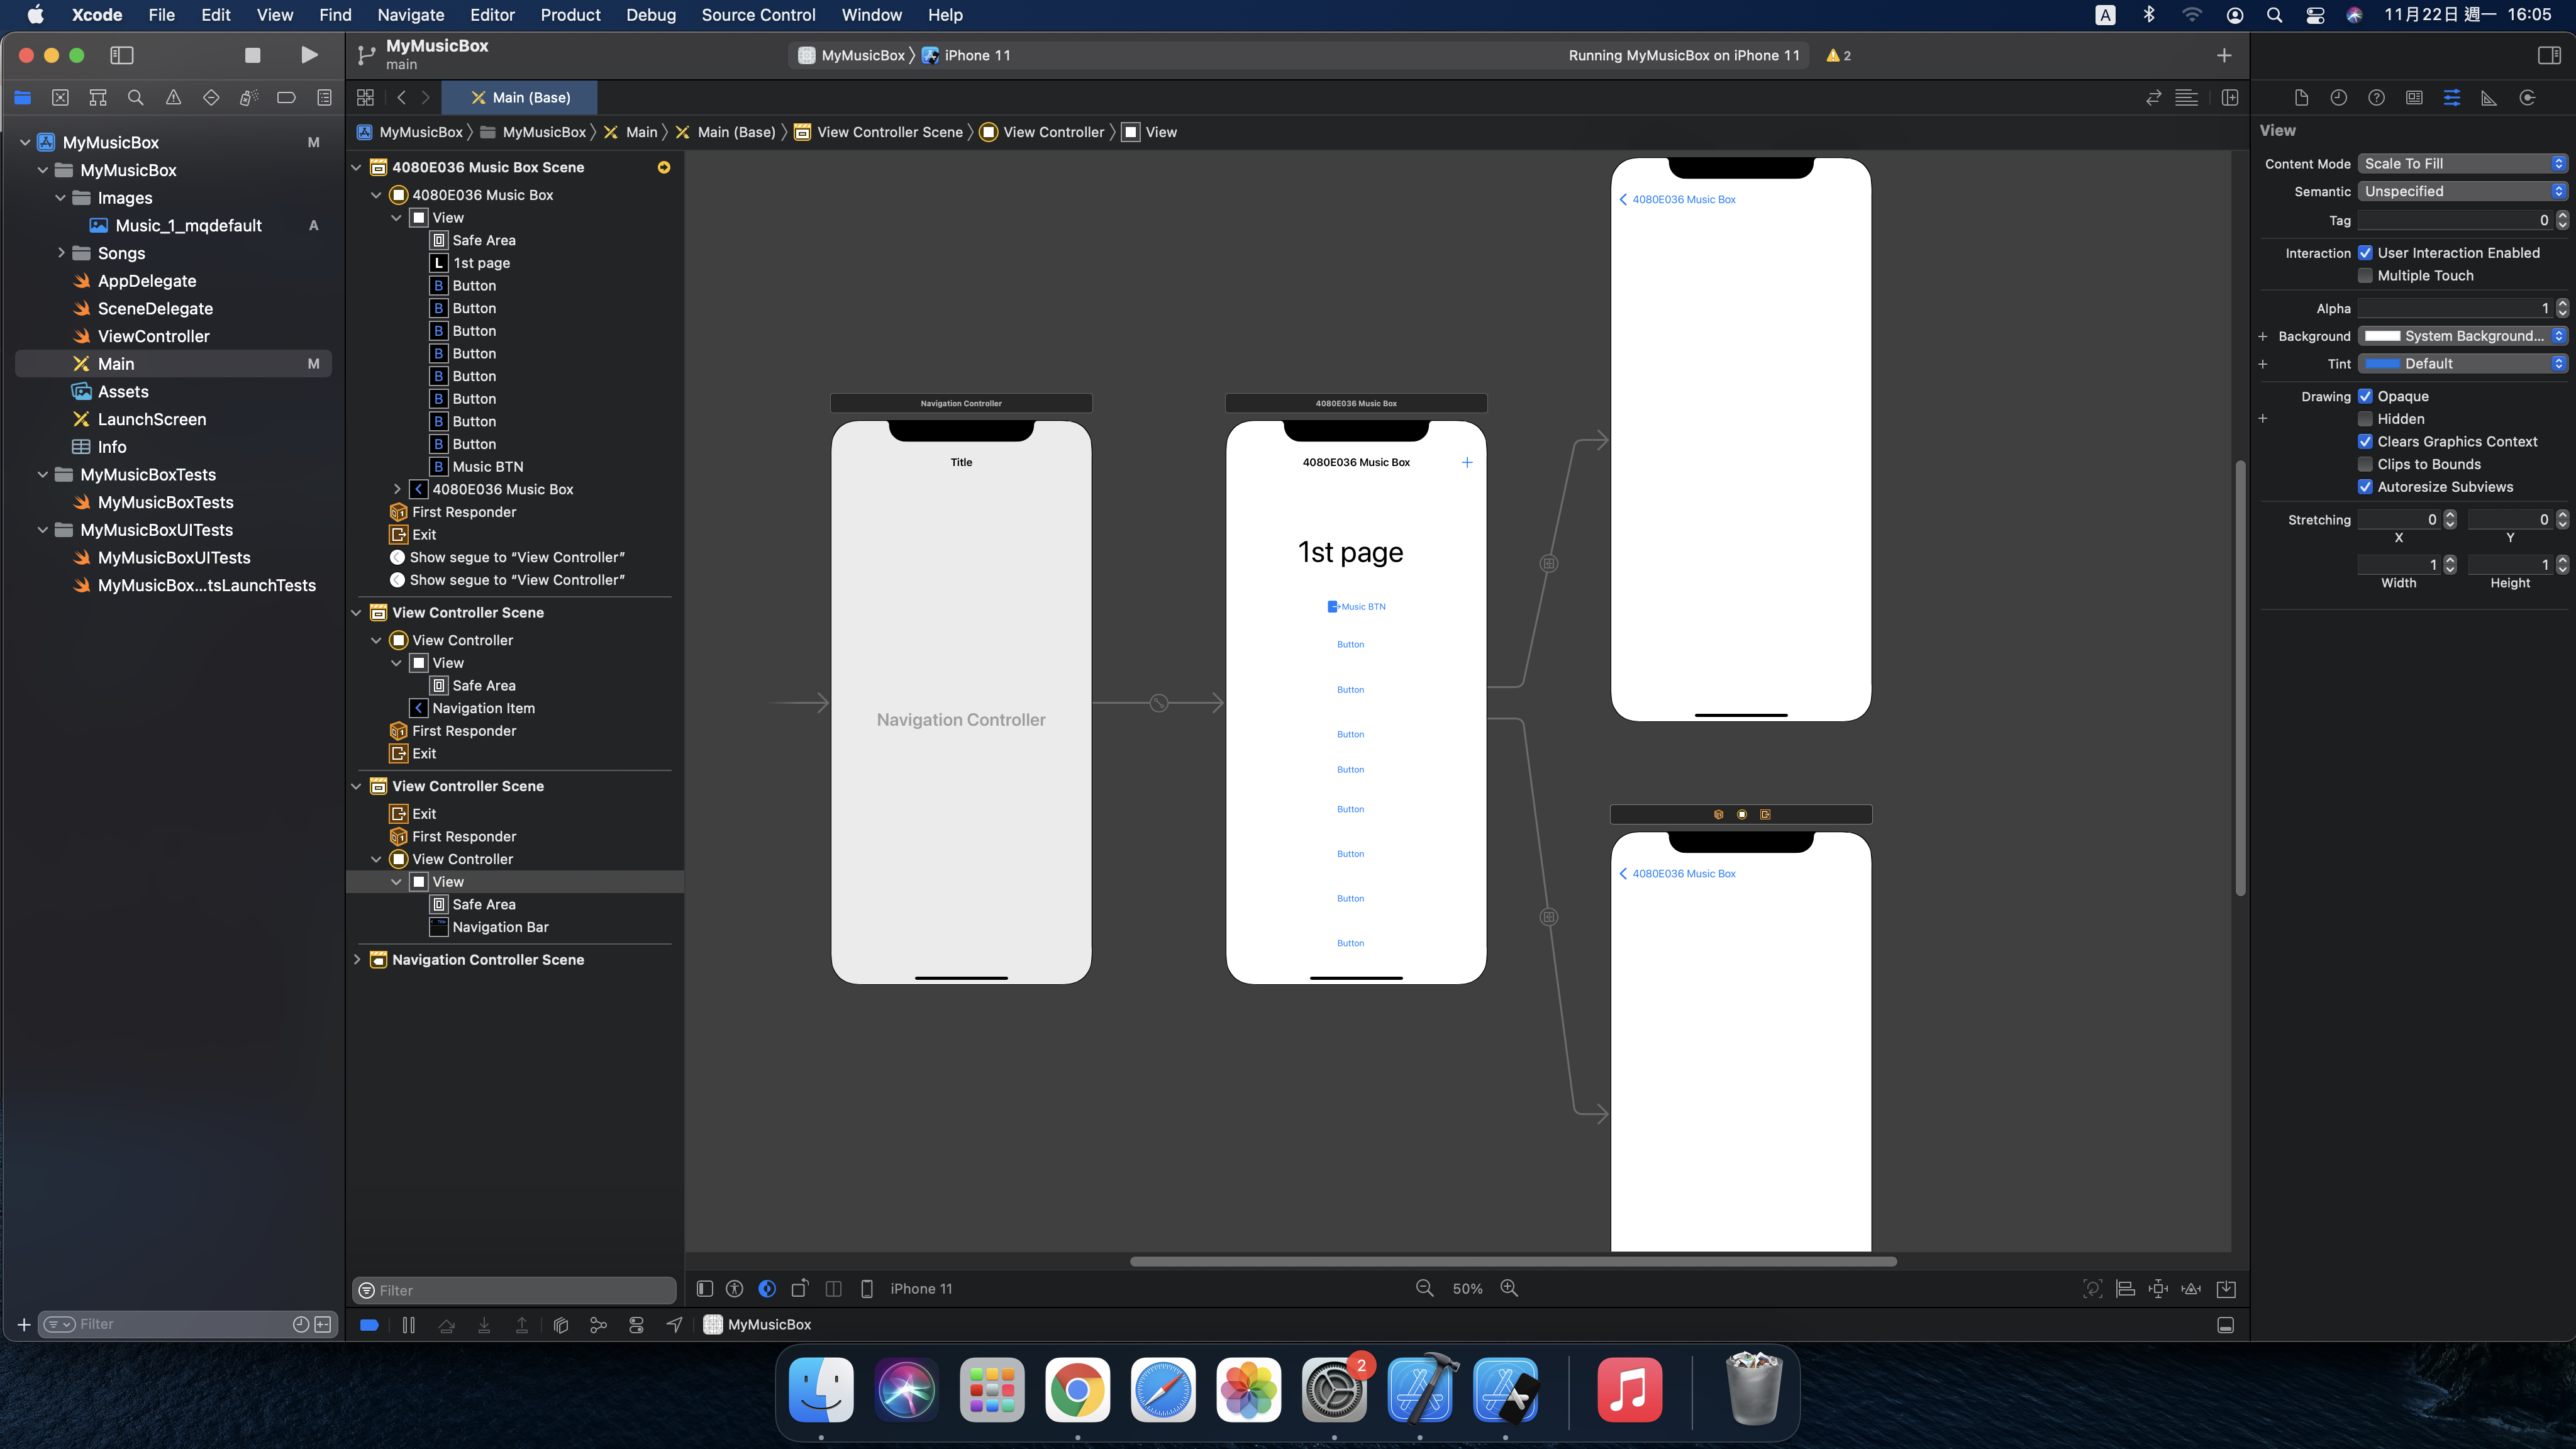 Xcode File Edit View Find Navigate Editor Product Debug Source Control Window Help
A
11月22日 週一 16:05
MyMusicBox
main
MyMusicBox iPhone 11
Running MyMusicBox on iPhone 11
2
Main (Base)
MyMusicBox MyMusicBox Main Main (Base) View Controller Scene View Controller View
MyMusicBox M
MyMusicBox
Images
Music_1_mqdefault A
Songs
AppDelegate
SceneDelegate
ViewController
Main M
Assets
LaunchScreen
Info
MyMusicBoxTests
MyMusicBoxTests
MyMusicBoxUITests
MyMusicBoxUITests
MyMusicBox...tsLaunchTests
Filter
4080E036 Music Box Scene
4080E036 Music Box
View
Safe Area
L 1st page
B Button
B Button
B Button
B Button
B Button
B Button
B Button
B Button
B Music BTN
4080E036 Music Box
First Responder
Exit
Show segue to “View Controller”
Show segue to “View Controller”
View Controller Scene
View Controller
View
Safe Area
Navigation Item
First Responder
Exit
View Controller Scene
Exit
First Responder
View Controller
View
Safe Area
Navigation Bar
Navigation Controller Scene
Filter
Navigation Controller
Title
Navigation Controller
4080E036 Music Box
4080E036 Music Box
1st page
Music BTN
Button
Button
Button
Button
Button
Button
Button
Button
4080E036 Music Box
4080E036 Music Box
iPhone 11
50%
MyMusicBox
View
Content Mode Scale To Fill
Semantic Unspecified
Tag 0
Interaction User Interaction Enabled
Multiple Touch
Alpha 1
Background System Background...
Tint Default
Drawing Opaque
Hidden
Clears Graphics Context
Clips to Bounds
Autoresize Subviews
Stretching 0 0
X Y
1 1
Width Height
2